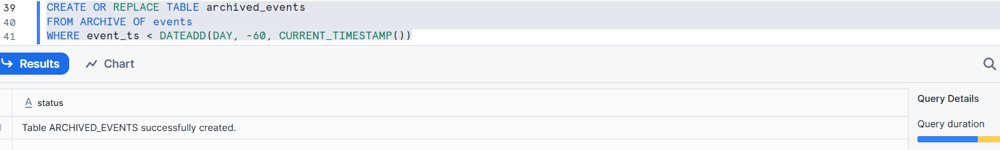 39 CREATE OR REPLACE TABLE archived_events
40 FROM ARCHIVE OF events
41 WHERE event_ts < DATEADD(DAY, -60, CURRENT_TIMESTAMP())
Results Chart
A status
Query Details
Table ARCHIVED_EVENTS successfully created.
Query duration